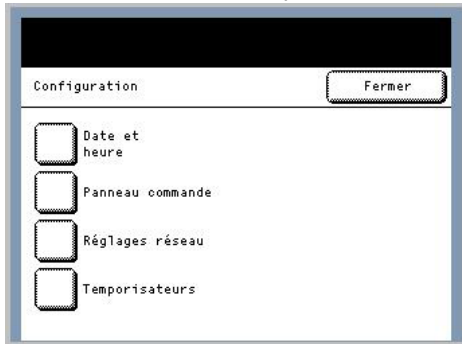 Configuration
Fermer
Date et
heure
Panneau commande
Réglages réseau
Temporisateurs